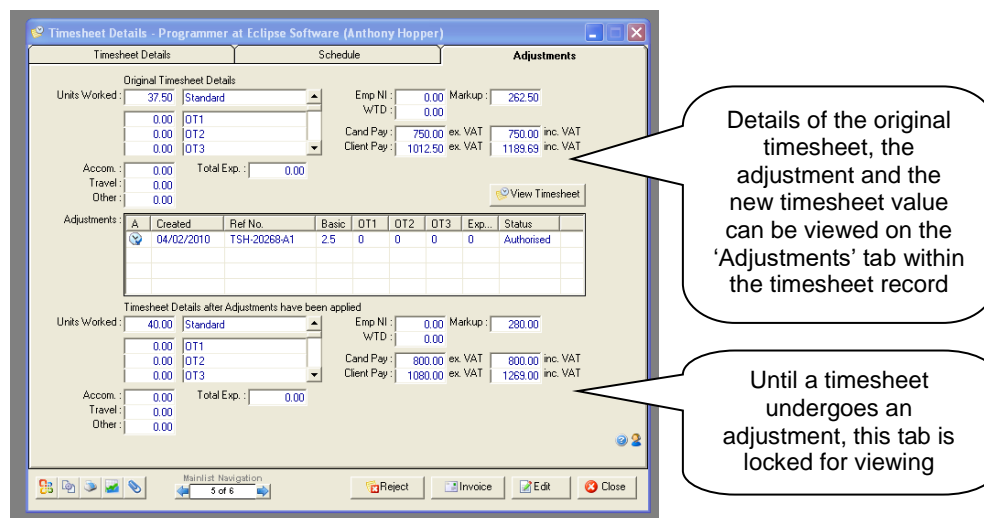 Timesheet Details - Programmer at Eclipse Software (Anthony Hopper)
Timesheet Details Schedule Adjustments
Original Timesheet Details
Units Worked : 37.50 Standard Emp NI : 0.00 Markup : 262.50
WTD : 0.00
0.00 OT1
0.00 OT2 Cand Pay : 750.00 ex. VAT 750.00 inc. VAT
0.00 OT3 Client Pay : 1012.50 ex. VAT 1189.69 inc. VAT
Accom. : 0.00 Total Exp. : 0.00
Travel : 0.00
Other : 0.00
View Timesheet
Adjustments : A Created Ref No. Basic OT1 OT2 OT3 Exp... Status
04/02/2010 TSH-20268-A1 2.5 0 0 0 0 Authorised
Timesheet Details after Adjustments have been applied
Units Worked : 40.00 Standard Emp NI : 0.00 Markup : 280.00
WTD : 0.00
0.00 OT1
0.00 OT2 Cand Pay : 800.00 ex. VAT 800.00 inc. VAT
0.00 OT3 Client Pay : 1080.00 ex. VAT 1269.00 inc. VAT
Accom. : 0.00 Total Exp. : 0.00
Travel : 0.00
Other : 0.00
Mainlist Navigation
5 of 6
Reject Invoice Edit Close
Details of the original
timesheet, the
adjustment and the
new timesheet value
can be viewed on the
‘Adjustments’ tab within
the timesheet record
Until a timesheet
undergoes an
adjustment, this tab is
locked for viewing